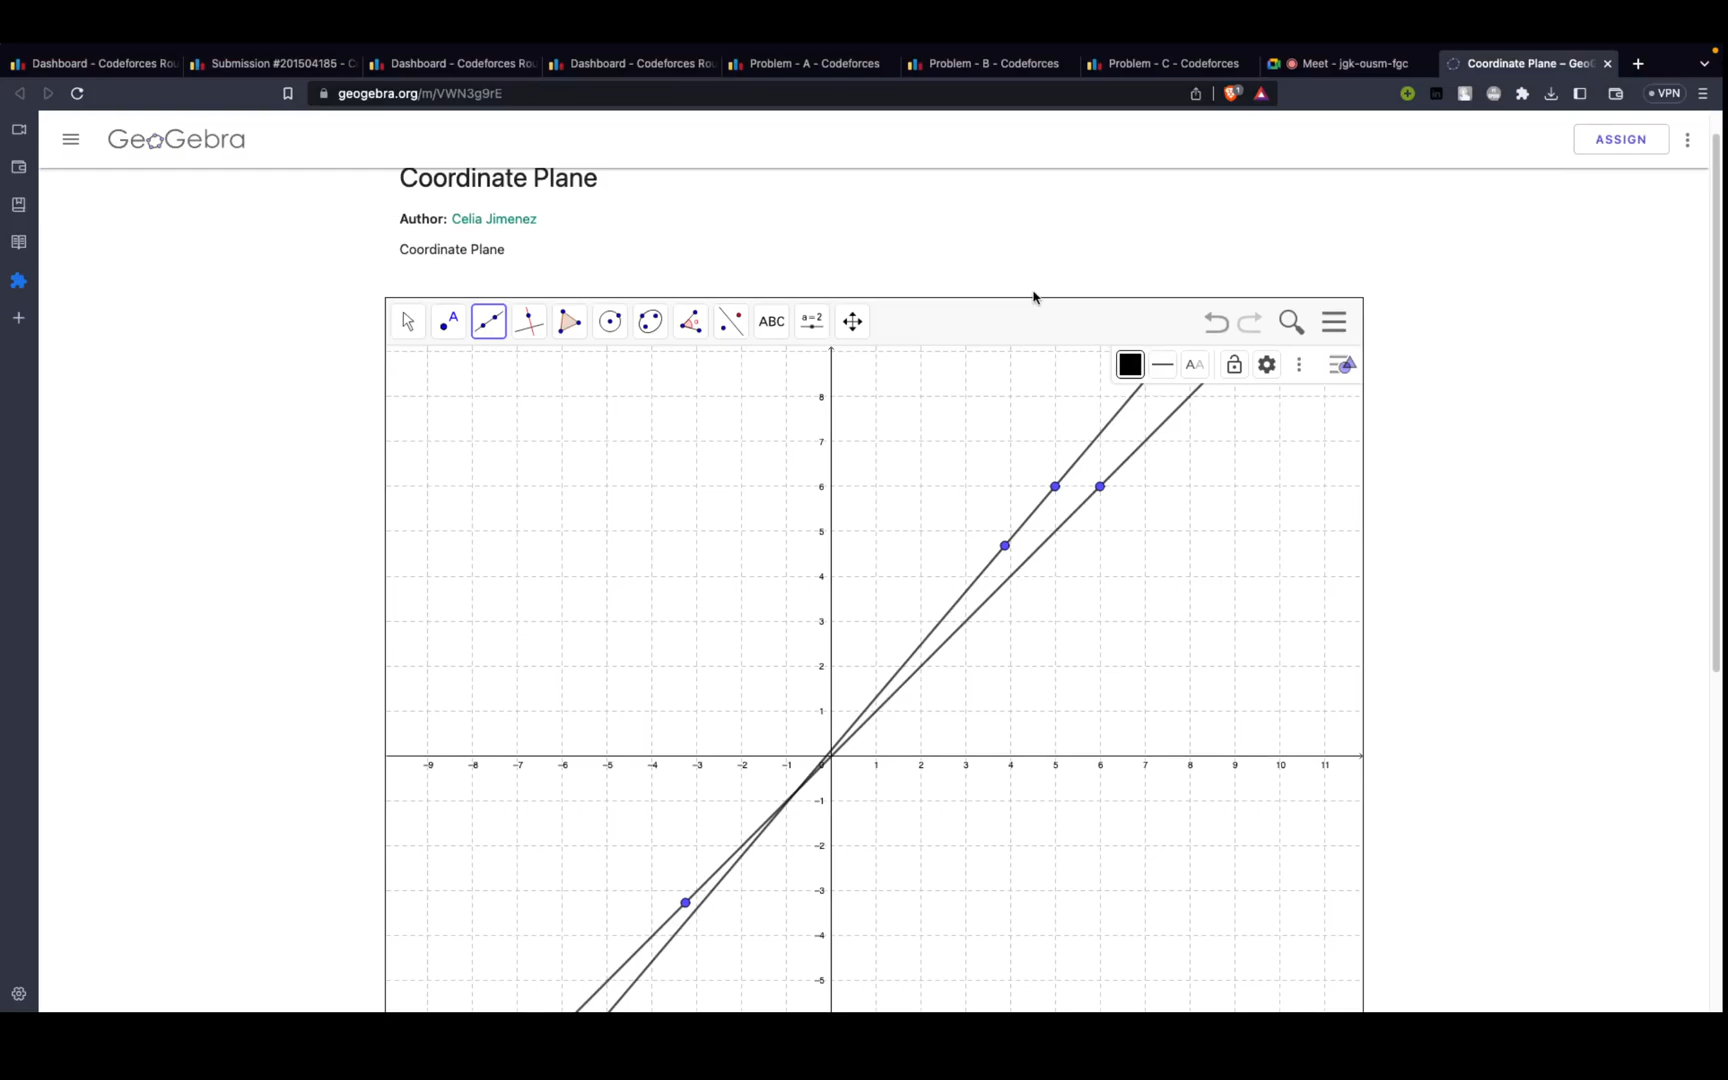 Dashboard - Codeforces Rou
Submission #201504185 - C
Dashboard - Codeforces Rou
Dashboard - Codeforces Rou
Problem - A - Codeforces
Problem - B - Codeforces
Problem - C - Codeforces
Meet - jgk-ousm-fgc
Coordinate Plane – GeoG
geogebra.org/m/VWN3g9rE
1
VPN
GeoGebra
ASSIGN
Coordinate Plane
Author: Celia Jimenez
Coordinate Plane
A
ABC
a=2
AA
8
7
6
5
4
3
2
1
–9 –8 –7 –6 –5 –4 –3 –2 –1 0 1 2 3 4 5 6 7 8 9 10 11
–1
–2
–3
–4
–5